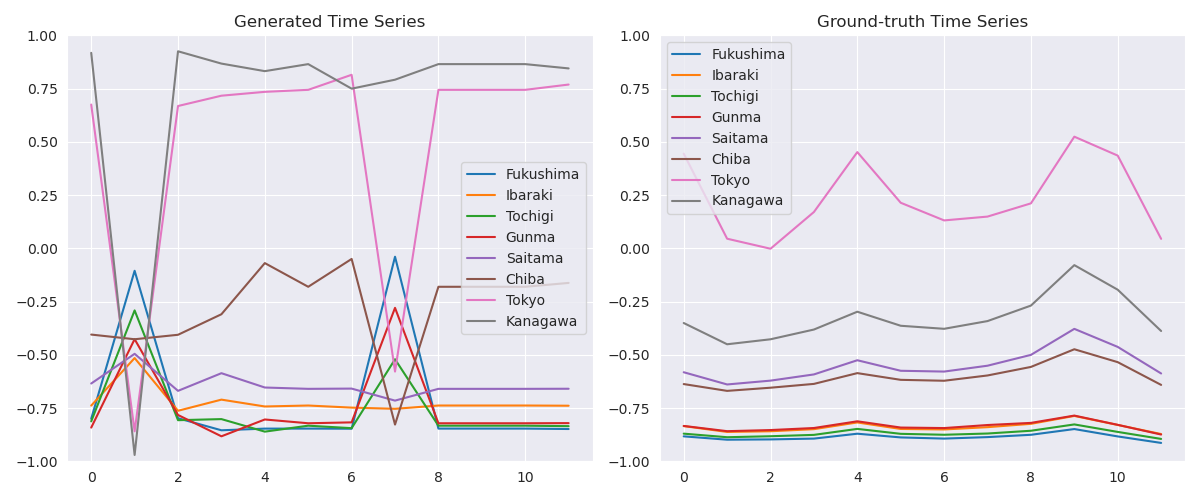 Generated Time Series
1.00
0.75
0.50
0.25
0.00
−0.25
−0.50
−0.75
−1.00
0
2
4
6
8
10
Fukushima
Ibaraki
Tochigi
Gunma
Saitama
Chiba
Tokyo
Kanagawa
Ground-truth Time Series
1.00
0.75
0.50
0.25
0.00
−0.25
−0.50
−0.75
−1.00
0
2
4
6
8
10
Fukushima
Ibaraki
Tochigi
Gunma
Saitama
Chiba
Tokyo
Kanagawa